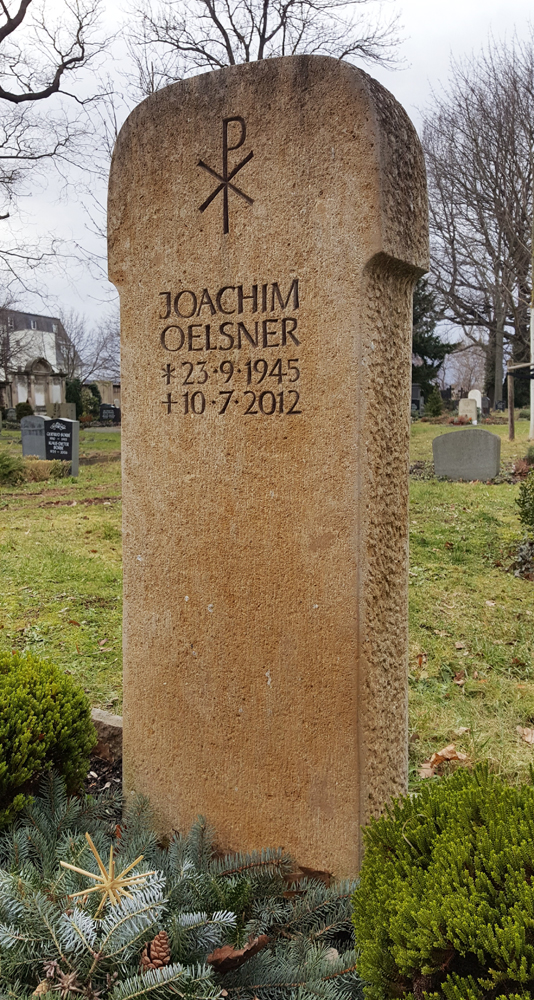 ☧
JOACHIM
OELSNER
* 23·9·1945
+ 10·7·2012